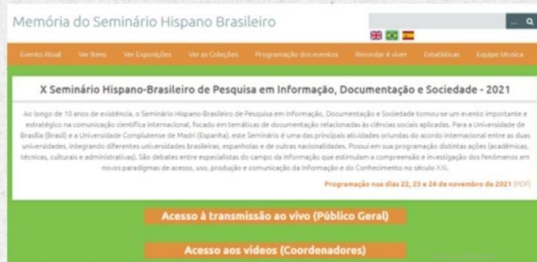 Memória do Seminário Hispano Brasileiro
...
Evento Atual Ver Itens Ver Exposições Ver as Coleções Programação dos eventos Recordar é viver Estatísticas Equipe técnica
X Seminário Hispano-Brasileiro de Pesquisa em Informação, Documentação e Sociedade - 2021
Ao longo de 10 anos de existência, o Seminário Hispano-Brasileiro de Pesquisa em Informação, Documentação e Sociedade tornou-se um evento importante e
estratégico na comunicação científica internacional, focado em temáticas de documentação relacionadas às ciências sociais aplicadas. Para a Universidade de
Brasília (Brasil) e a Universidade Complutense de Madri (Espanha), este Seminário é uma das principais atividades oriundas do acordo internacional entre as duas
universidades, integrando diferentes universidades brasileiras, espanholas e de outras nacionalidades. Possui em sua programação distintas ações (acadêmicas,
técnicas, culturais e administrativas). São debates entre especialistas do campo da informação que estimulam a compreensão e investigação dos fenômenos em
novos paradigmas de acesso, uso, produção e comunicação da Informação e do Conhecimento no século XXI.
Programação nos dias 22, 23 e 24 de novembro de 2021 (PDF)
Acesso à transmissão ao vivo (Público Geral)
Acesso aos vídeos (Coordenadores)